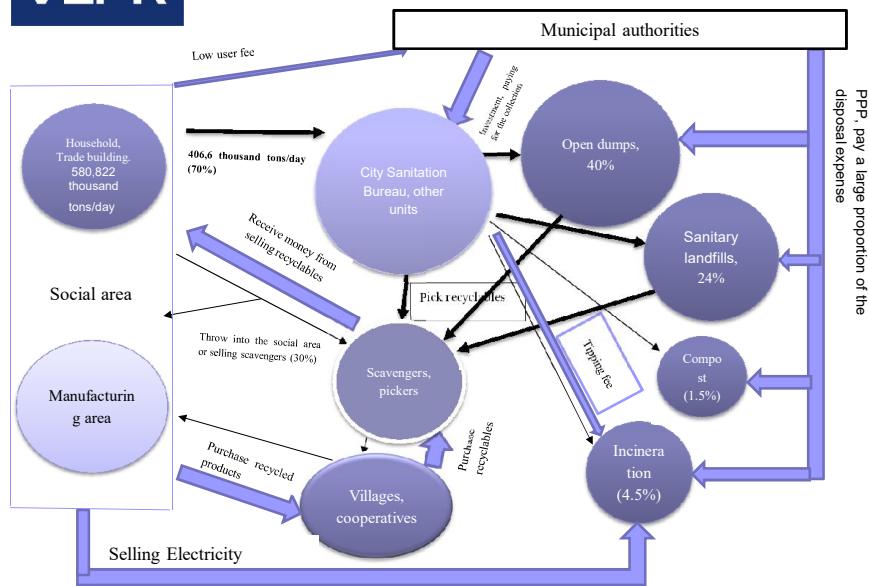 Municipal authorities
Low user fee
Investment, paying
for the collection
PPP, pay a large proportion of the
disposal expense
Household,
Trade building.
580,822
thousand
tons/day
406,6 thousand tons/day
(70%)
City Sanitation
Bureau, other
units
Open dumps,
40%
Sanitary
landfills,
24%
Receive money from
selling recyclables
Social area
Pick recyclables
Throw into the social area
or selling scavengers (30%)
Scavengers,
pickers
Tipping fee
Compo
st
(1.5%)
Manufacturin
g area
Purchase
recyclables
Incinera
tion
(4.5%)
Purchase recycled
products
Villages,
cooperatives
Selling Electricity